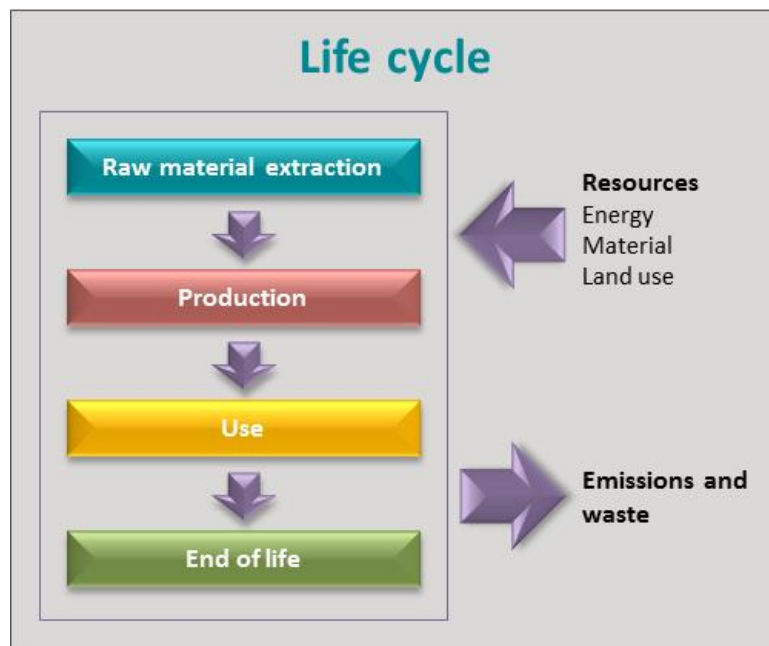 Life cycle
Raw material extraction
Production
Use
End of life
Resources
Energy
Material
Land use
Emissions and
waste